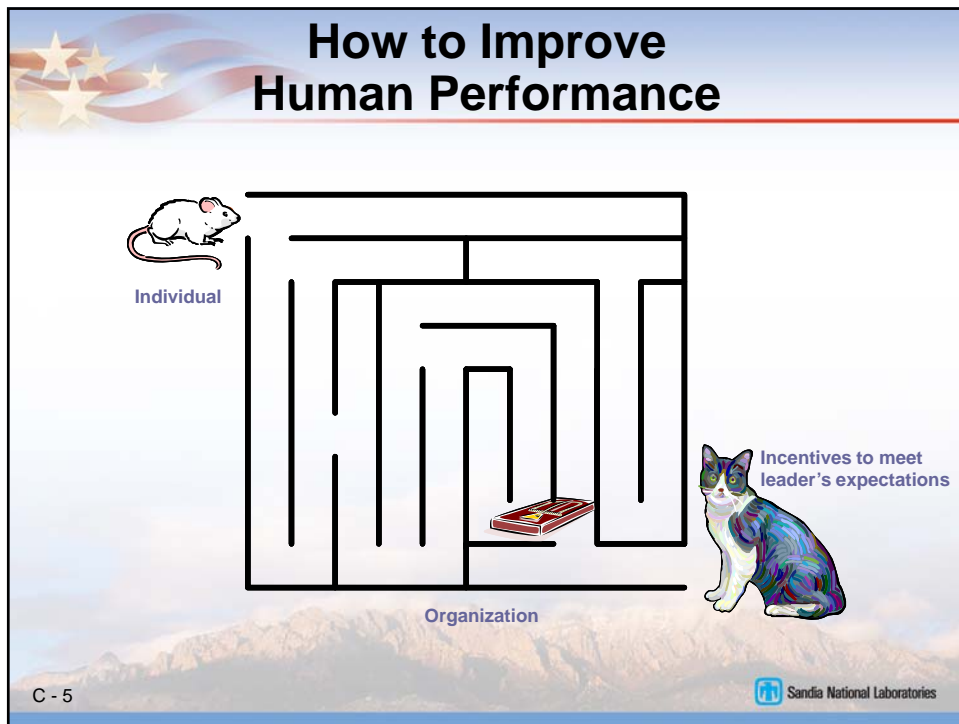 How to Improve
Human Performance
Individual
Incentives to meet
leader's expectations
Organization
C - 5
Sandia National Laboratories